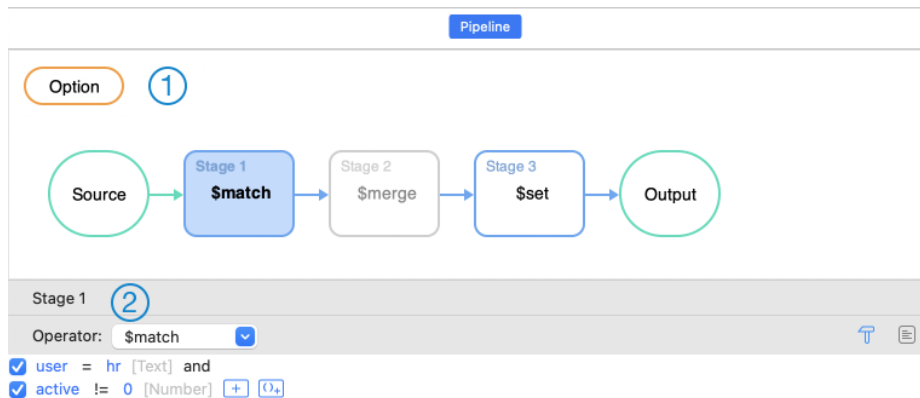 Pipeline
Option
1
Stage 1
Stage 2
Stage 3
Source
$match
$merge
$set
Output
Stage 1
2
Operator: $match
user = hr [Text] and
active != 0 [Number] + ()+